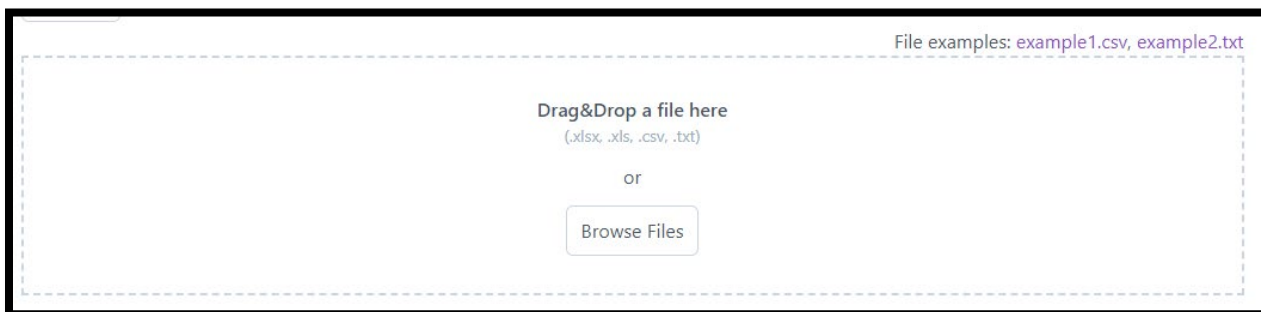 File examples: example1.csv, example2.txt
Drag&Drop a file here
(.xlsx, .xls, .csv, .txt)
or
Browse Files